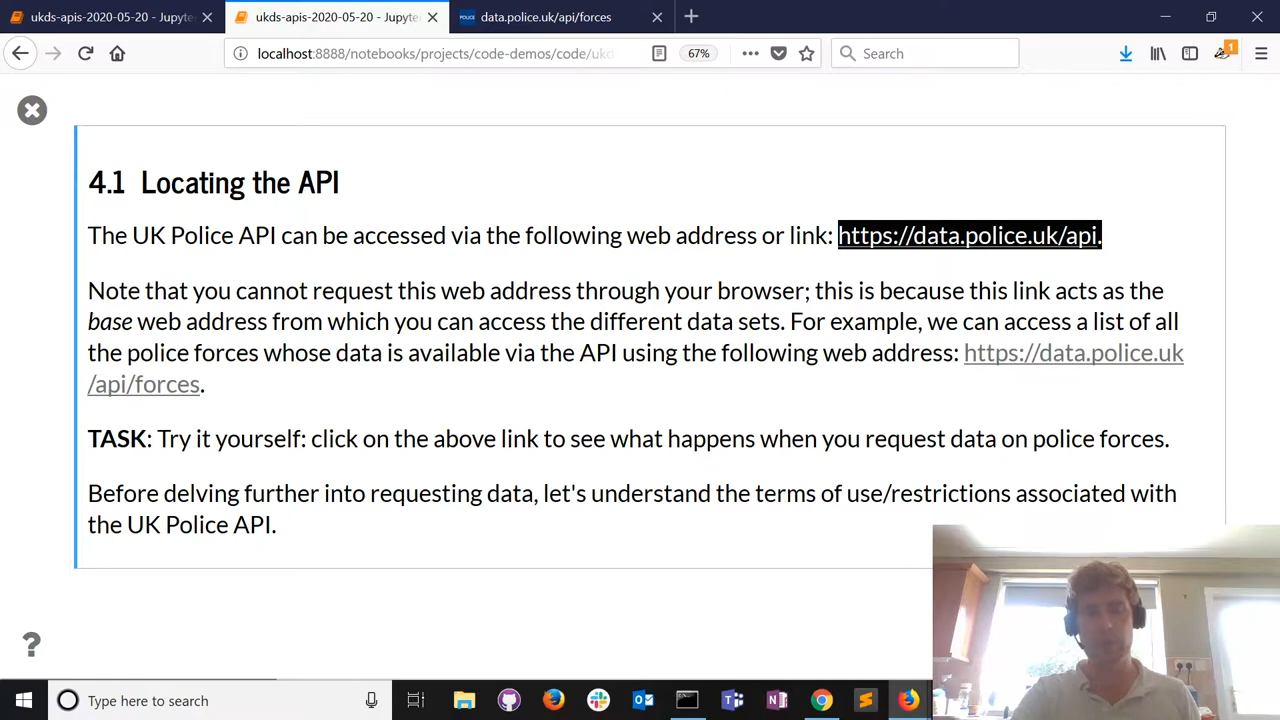 ukds-apis-2020-05-20 - Jupyte
ukds-apis-2020-05-20 - Jupyte
POLICE data.police.uk/api/forces
localhost:8888/notebooks/projects/code-demos/code/ukd
67%
Search
1
4.1 Locating the API
The UK Police API can be accessed via the following web address or link: https://data.police.uk/api.
Note that you cannot request this web address through your browser; this is because this link acts as the
base web address from which you can access the different data sets. For example, we can access a list of all
the police forces whose data is available via the API using the following web address: https://data.police.uk
/api/forces.
TASK: Try it yourself: click on the above link to see what happens when you request data on police forces.
Before delving further into requesting data, let's understand the terms of use/restrictions associated with
the UK Police API.
?
Type here to search